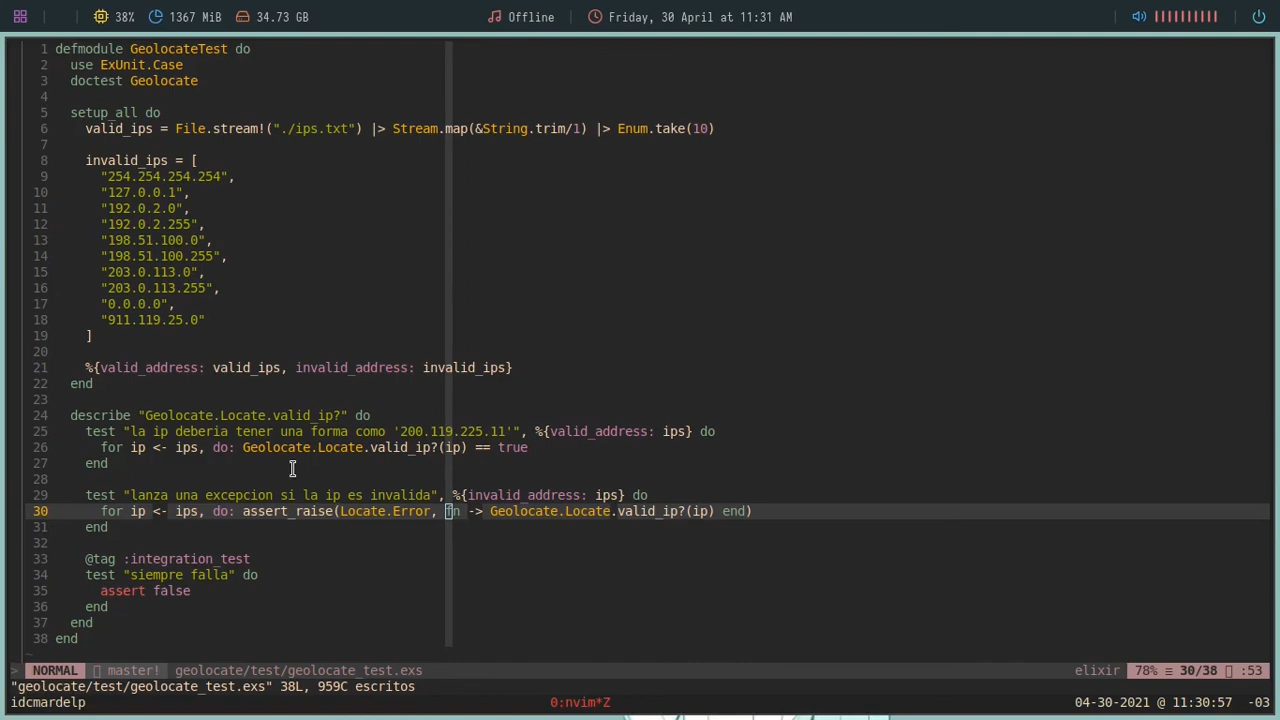 38% 1367 MiB 34.73 GB Offline Friday, 30 April at 11:31 AM
1 defmodule GeolocateTest do
2 use ExUnit.Case
3 doctest Geolocate
4
5 setup_all do
6 valid_ips = File.stream!("./ips.txt") |> Stream.map(&String.trim/1) |> Enum.take(10)
7
8 invalid_ips = [
9 "254.254.254.254",
10 "127.0.0.1",
11 "192.0.2.0",
12 "192.0.2.255",
13 "198.51.100.0",
14 "198.51.100.255",
15 "203.0.113.0",
16 "203.0.113.255",
17 "0.0.0.0",
18 "911.119.25.0"
19 ]
20
21 %{valid_address: valid_ips, invalid_address: invalid_ips}
22 end
23
24 describe "Geolocate.Locate.valid_ip?" do
25 test "la ip deberia tener una forma como '200.119.225.11'", %{valid_address: ips} do
26 for ip <- ips, do: Geolocate.Locate.valid_ip?(ip) == true
27 end
28
29 test "lanza una excepcion si la ip es invalida", %{invalid_address: ips} do
30 for ip <- ips, do: assert_raise(Locate.Error, fn -> Geolocate.Locate.valid_ip?(ip) end)
31 end
32
33 @tag :integration_test
34 test "siempre falla" do
35 assert false
36 end
37 end
38 end
~
> NORMAL master! geolocate/test/geolocate_test.exs elixir 78% ≡ 30/38 :53
"geolocate/test/geolocate_test.exs" 38L, 959C escritos
idcmardelp 0:nvim*Z 04-30-2021 @ 11:30:57 -03